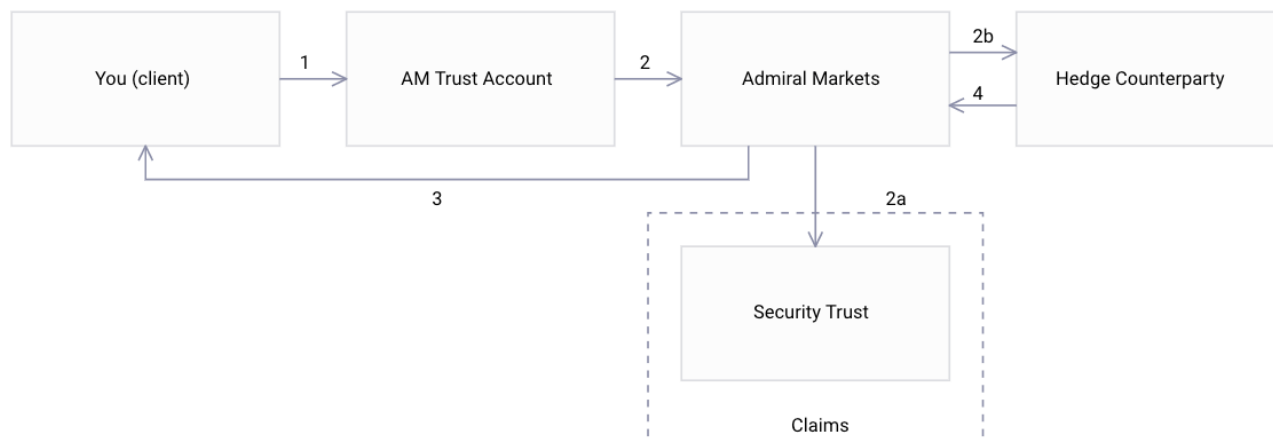 You (client)
1
AM Trust Account
2
Admiral Markets
2b
4
Hedge Counterparty
3
2a
Security Trust
Claims